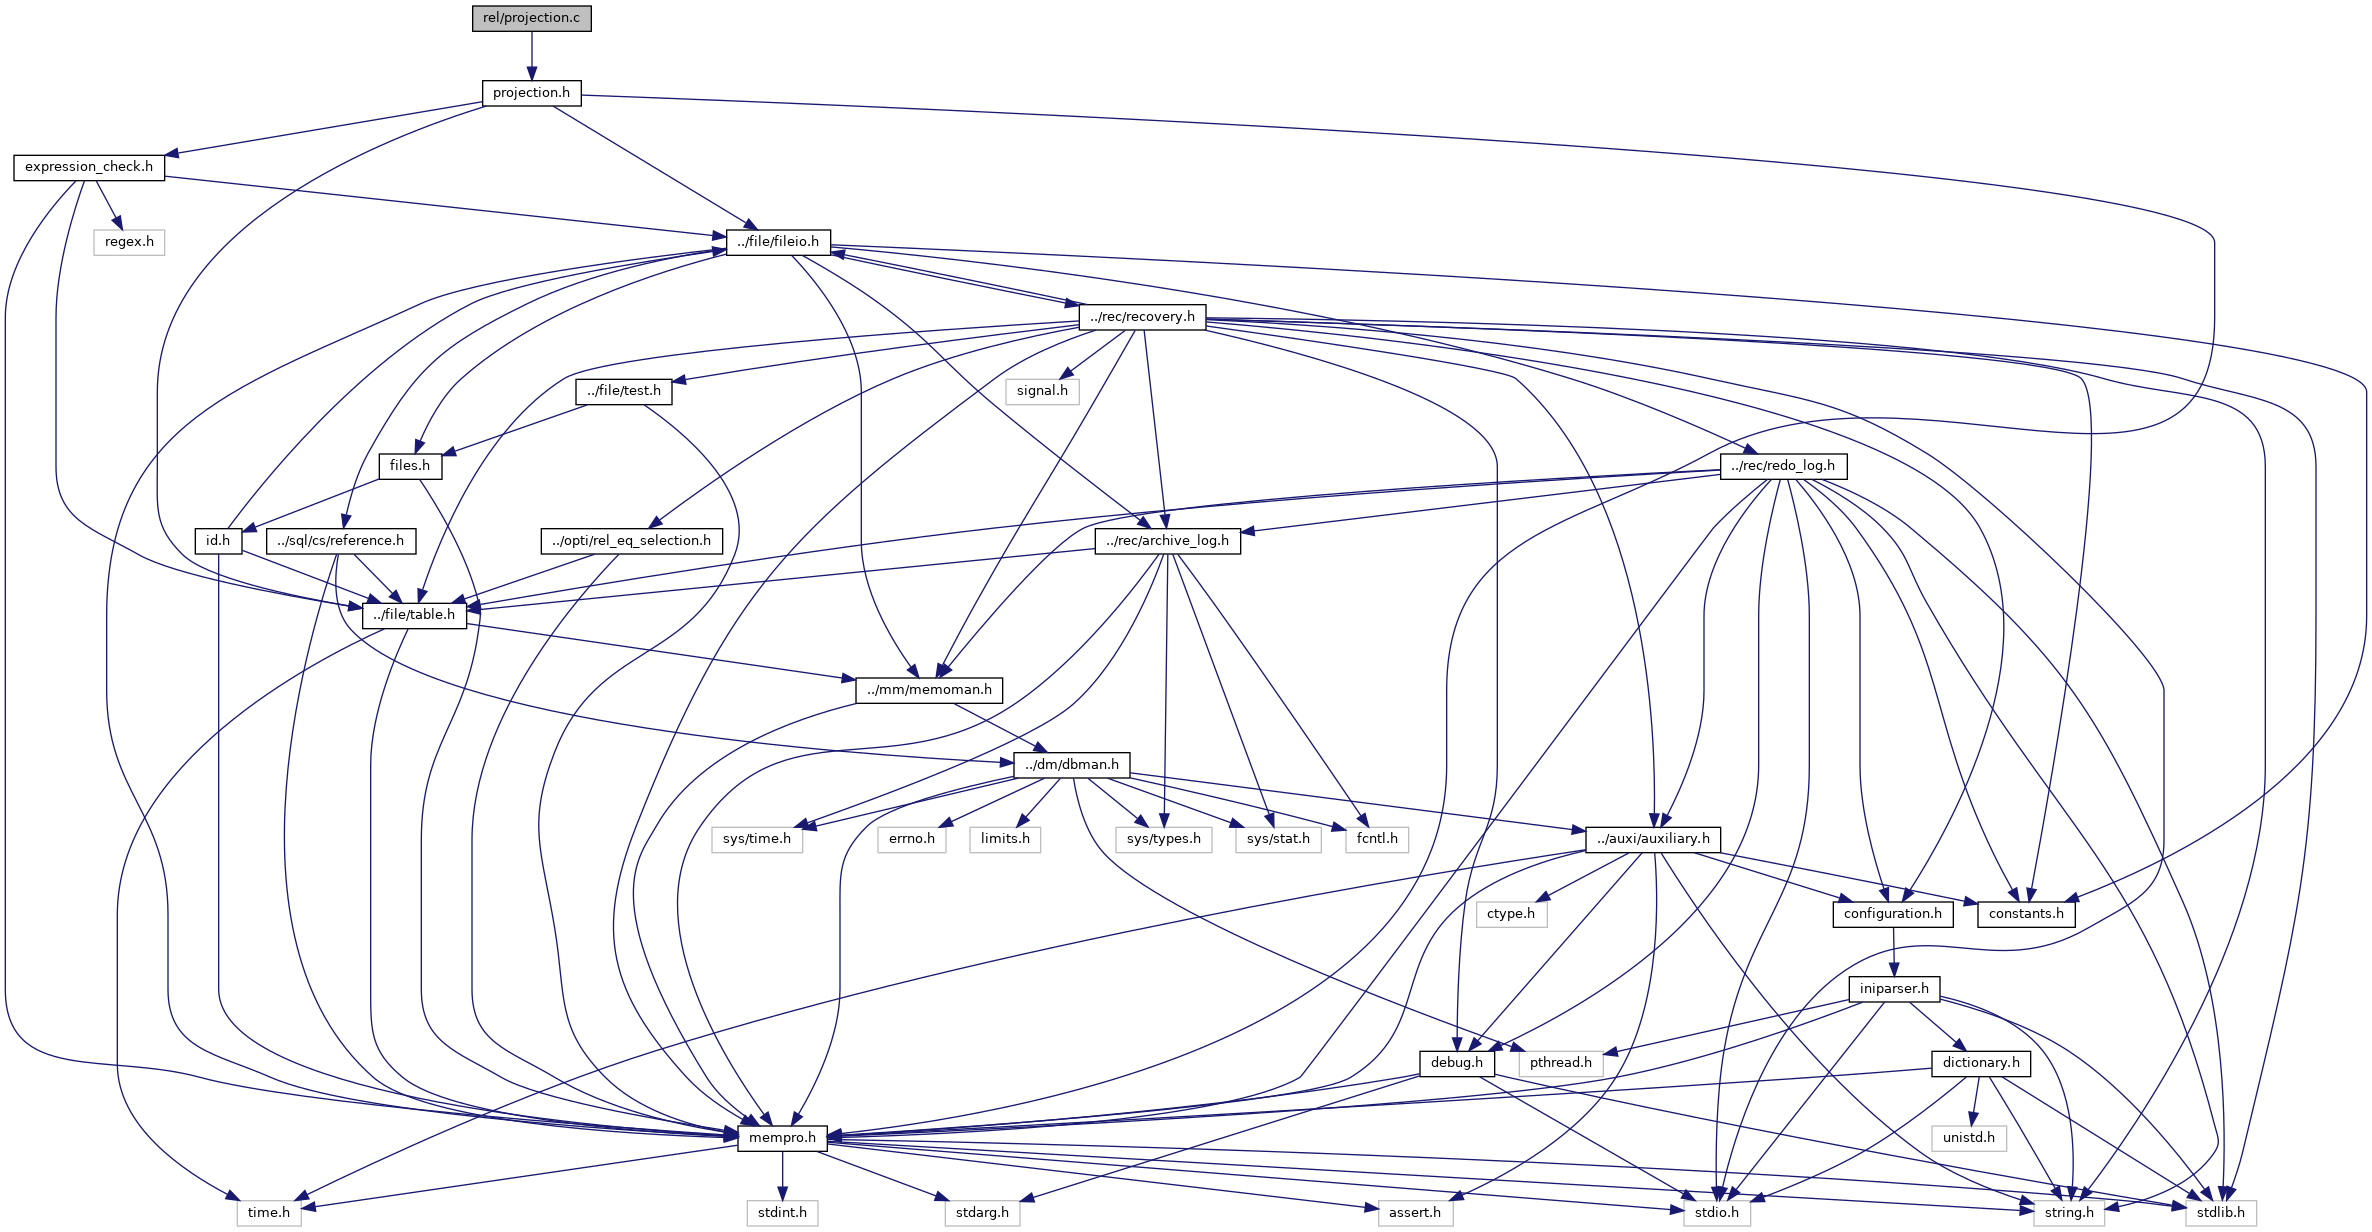 rel/projection.c
projection.h
expression_check.h
regex.h
../file/fileio.h
../rec/recovery.h
../file/test.h
signal.h
files.h
../rec/redo_log.h
id.h
../sql/cs/reference.h
../opti/rel_eq_selection.h
../rec/archive_log.h
../file/table.h
../mm/memoman.h
../dm/dbman.h
sys/time.h
errno.h
limits.h
sys/types.h
sys/stat.h
fcntl.h
../auxi/auxiliary.h
ctype.h
configuration.h
constants.h
iniparser.h
debug.h
pthread.h
dictionary.h
mempro.h
unistd.h
time.h
stdint.h
stdarg.h
assert.h
stdio.h
string.h
stdlib.h